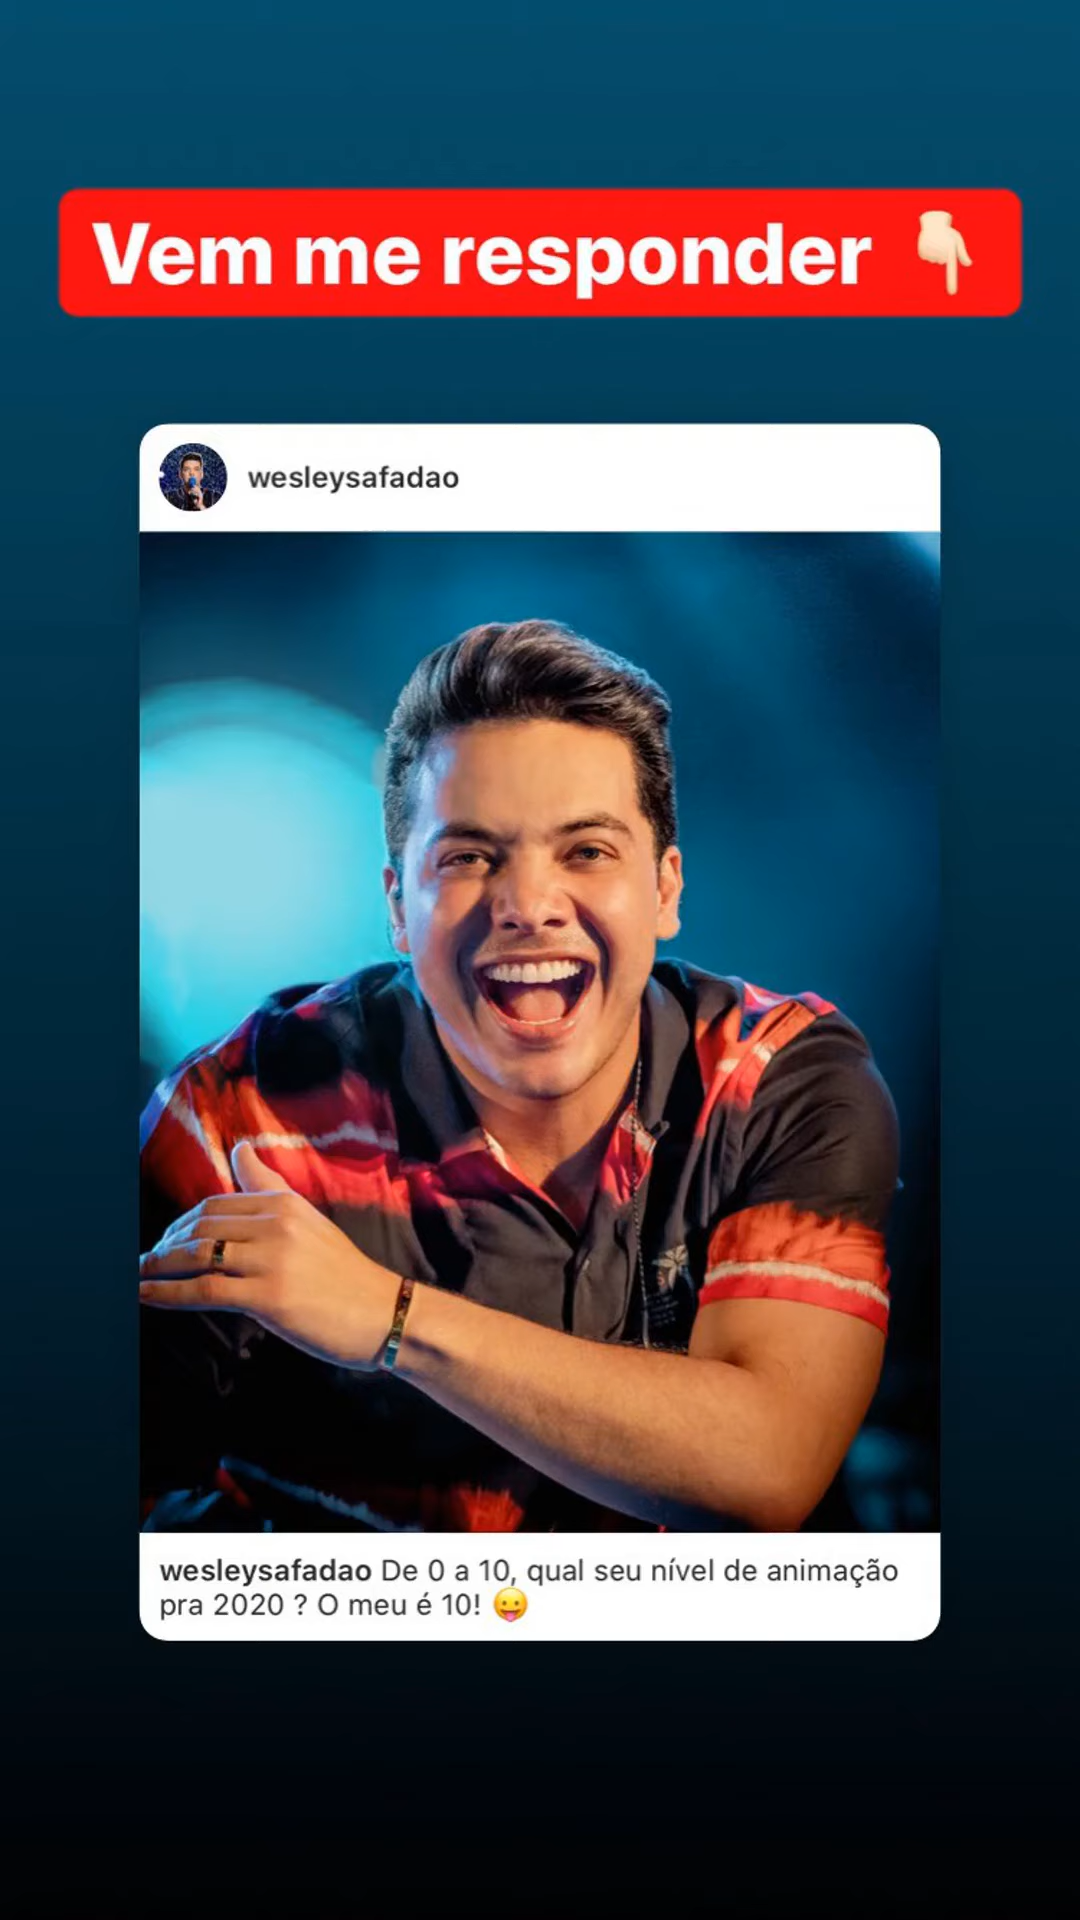 Vem me responder 👇🏻
wesleysafadao
wesleysafadao De 0 a 10, qual seu nível de animação
pra 2020 ? O meu é 10! 😛